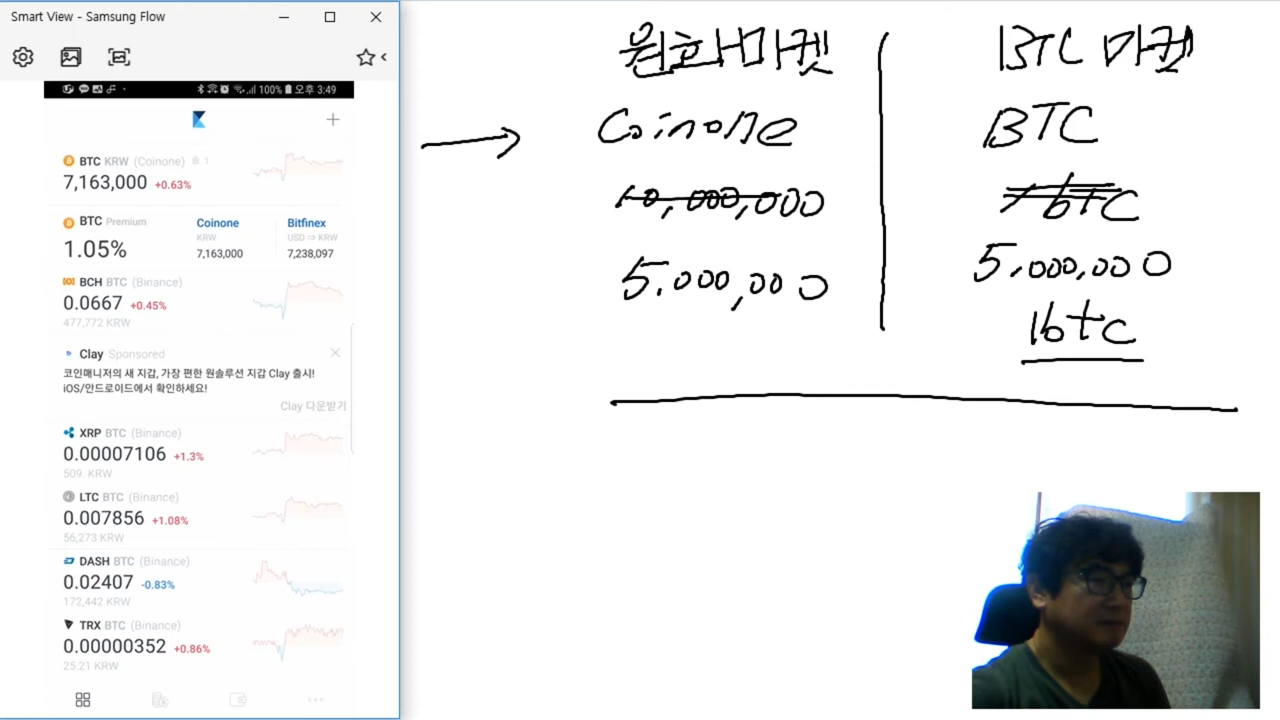 Smart View - Samsung Flow
100% 오후 3:49
BTC KRW (Coinone) 1
7,163,000 +0.63%
BTC Premium
1.05%
Coinone
KRW
7,163,000
Bitfinex
USD ⇒ KRW
7,238,097
BCH BTC (Binance)
0.0667 +0.45%
477,772 KRW
Clay Sponsored
코인매니저의 새 지갑, 가장 편한 원솔루션 지갑 Clay 출시!
iOS/안드로이드에서 확인하세요!
Clay 다운받기
XRP BTC (Binance)
0.00007106 +1.3%
509. KRW
LTC BTC (Binance)
0.007856 +1.08%
56,273 KRW
DASH BTC (Binance)
0.02407 -0.83%
172,442 KRW
TRX BTC (Binance)
0.00000352 +0.86%
25.21 KRW
원화마켓
Coinone
10,000,000
5.000,000
BTC 마켓
BTC
1btC
5.000,000
1btc